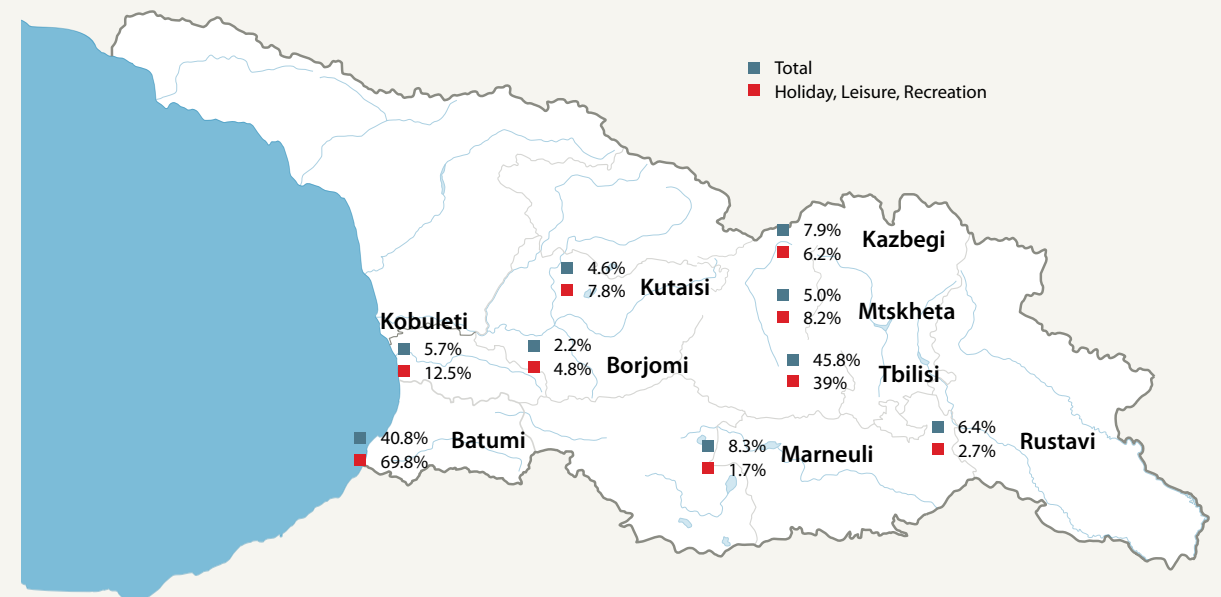 Total
Holiday, Leisure, Recreation
7.9%
6.2%
Kazbegi
4.6%
7.8%
Kutaisi
5.0%
8.2%
Mtskheta
Kobuleti
5.7%
12.5%
2.2%
4.8%
Borjomi
45.8%
39%
Tbilisi
40.8%
69.8%
Batumi
8.3%
1.7%
Marneuli
6.4%
2.7%
Rustavi